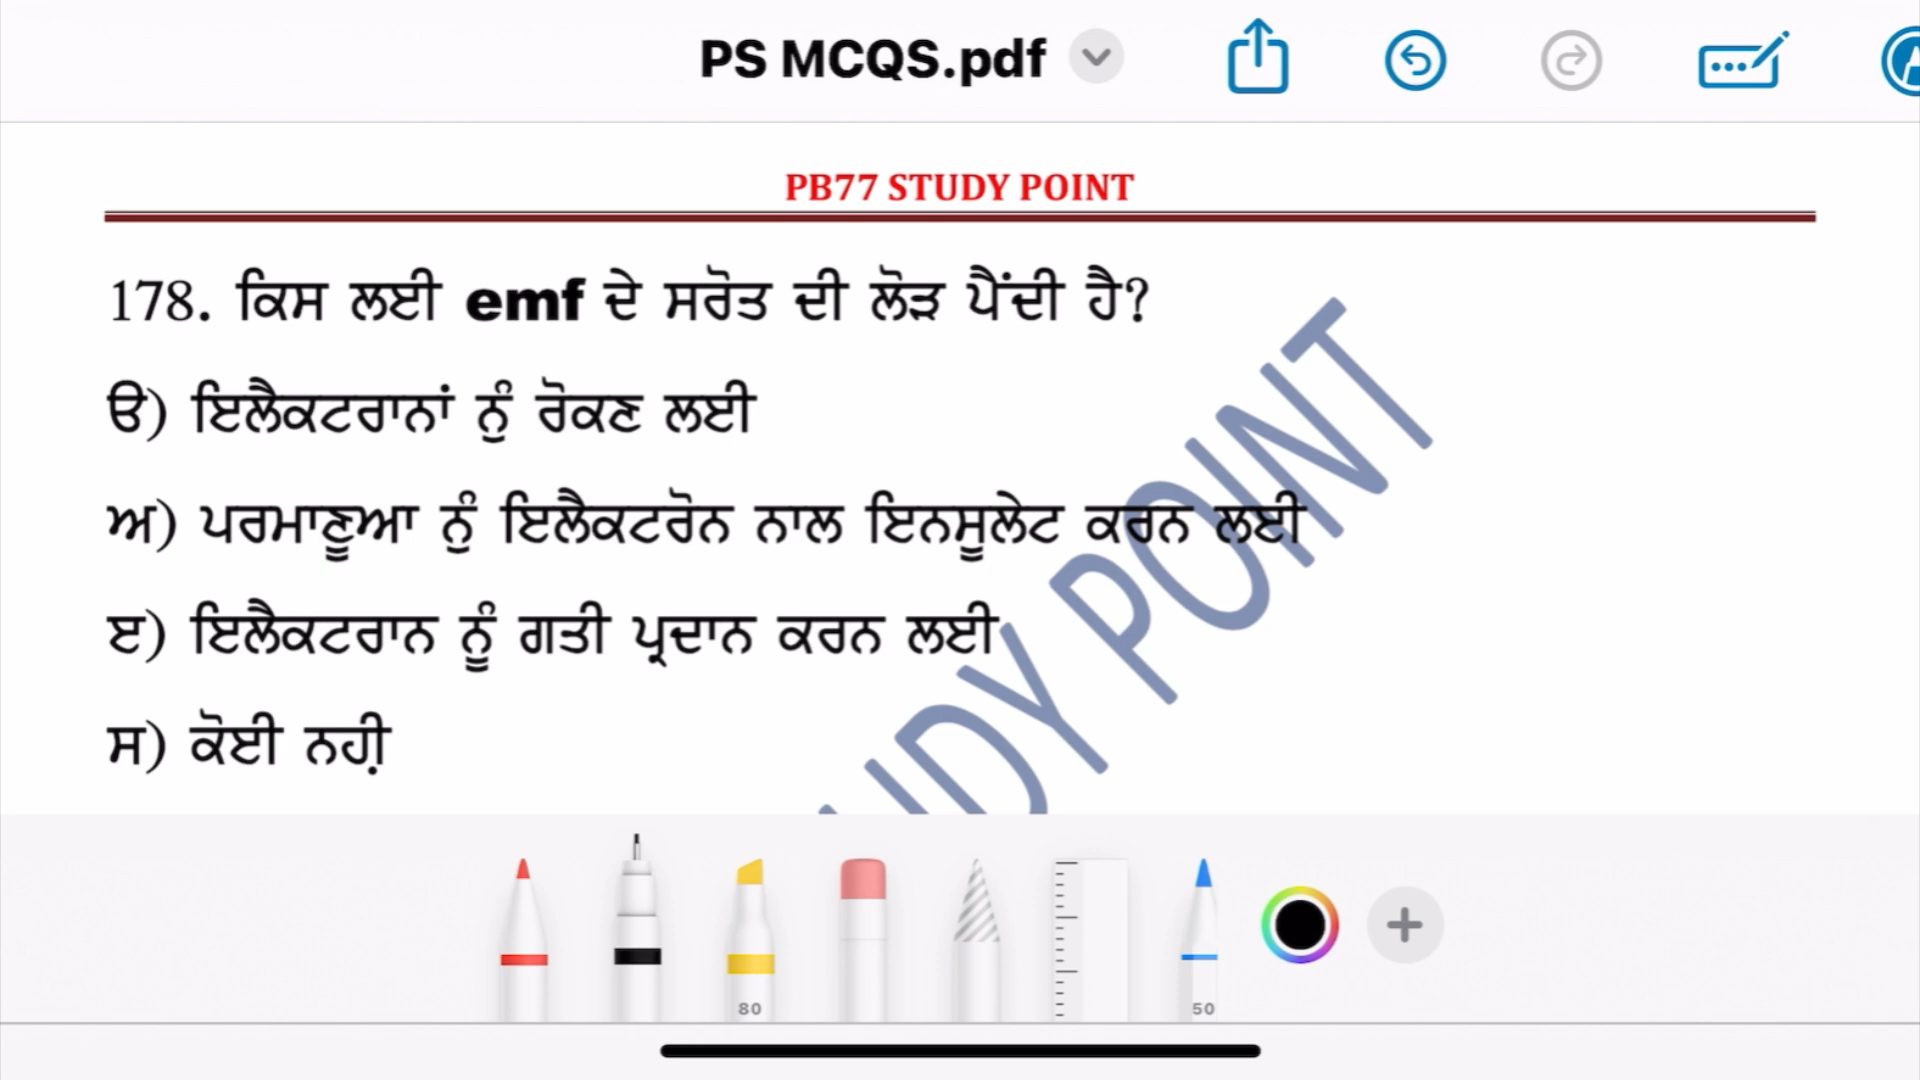 PS MCQS.pdf
PB77 STUDY POINT
178. ਕਿਸ ਲਈ emf ਦੇ ਸਰੋਤ ਦੀ ਲੋੜ ਪੈਂਦੀ ਹੈ?
ੳ) ਇਲੈਕਟਰਾਨਾਂ ਨੁੰ ਰੋਕਣ ਲਈ
ਅ) ਪਰਮਾਣੂਆ ਨੁੰ ਇਲੈਕਟਰੋਨ ਨਾਲ ਇਨਸੂਲੇਟ ਕਰਨ ਲਈ
ੲ) ਇਲੈਕਟਰਾਨ ਨੂੰ ਗਤੀ ਪ੍ਰਦਾਨ ਕਰਨ ਲਈ
ਸ) ਕੋਈ ਨਹੀ਼
UDY POINT
80
50